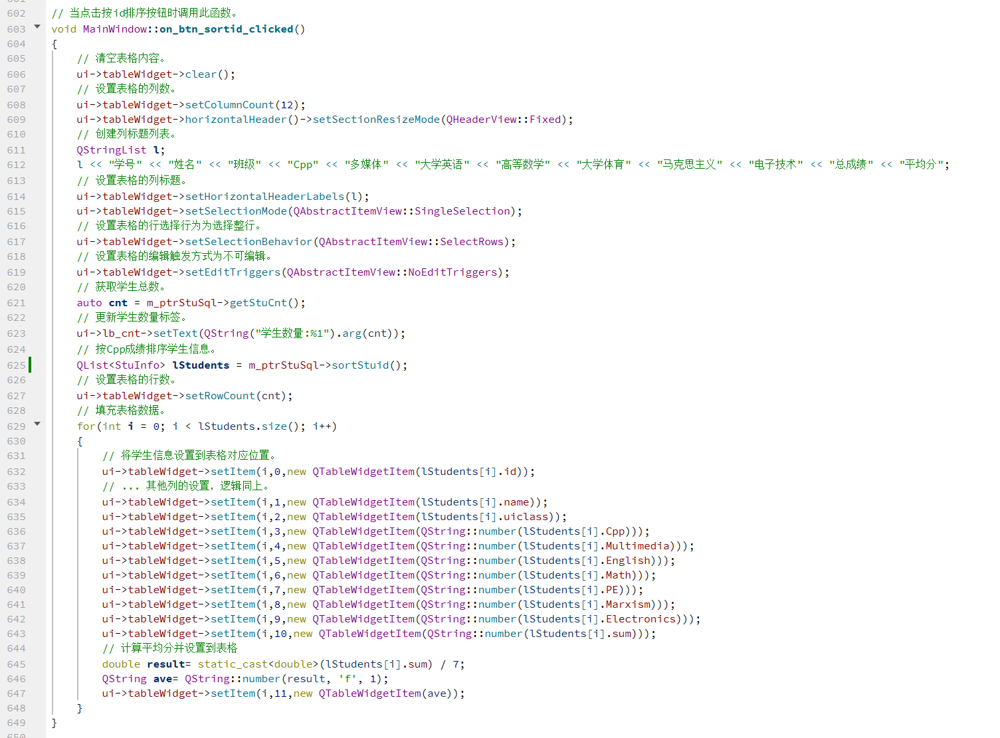 602 // 当点击按id排序按钮时调用此函数。
603 void MainWindow::on_btn_sortid_clicked()
604 {
605 // 清空表格内容。
606 ui->tableWidget->clear();
607 // 设置表格的列数。
608 ui->tableWidget->setColumnCount(12);
609 ui->tableWidget->horizontalHeader()->setSectionResizeMode(QHeaderView::Fixed);
610 // 创建列标题列表。
611 QStringList l;
612 l << "学号" << "姓名" << "班级" << "Cpp" << "多媒体" << "大学英语" << "高等数学" << "大学体育" << "马克思主义" << "电子技术" << "总成绩" << "平均分";
613 // 设置表格的列标题。
614 ui->tableWidget->setHorizontalHeaderLabels(l);
615 ui->tableWidget->setSelectionMode(QAbstractItemView::SingleSelection);
616 // 设置表格的行选择行为为选择整行。
617 ui->tableWidget->setSelectionBehavior(QAbstractItemView::SelectRows);
618 // 设置表格的编辑触发方式为不可编辑。
619 ui->tableWidget->setEditTriggers(QAbstractItemView::NoEditTriggers);
620 // 获取学生总数。
621 auto cnt = m_ptrStuSql->getStuCnt();
622 // 更新学生数量标签。
623 ui->lb_cnt->setText(QString("学生数量:%1").arg(cnt));
624 // 按Cpp成绩排序学生信息。
625 QList<StuInfo> lStudents = m_ptrStuSql->sortStuid();
626 // 设置表格的行数。
627 ui->tableWidget->setRowCount(cnt);
628 // 填充表格数据。
629 for(int i = 0; i < lStudents.size(); i++)
630 {
631 // 将学生信息设置到表格对应位置。
632 ui->tableWidget->setItem(i,0,new QTableWidgetItem(lStudents[i].id));
633 // ... 其他列的设置，逻辑同上。
634 ui->tableWidget->setItem(i,1,new QTableWidgetItem(lStudents[i].name));
635 ui->tableWidget->setItem(i,2,new QTableWidgetItem(lStudents[i].uiclass));
636 ui->tableWidget->setItem(i,3,new QTableWidgetItem(QString::number(lStudents[i].Cpp)));
637 ui->tableWidget->setItem(i,4,new QTableWidgetItem(QString::number(lStudents[i].Multimedia)));
638 ui->tableWidget->setItem(i,5,new QTableWidgetItem(QString::number(lStudents[i].English)));
639 ui->tableWidget->setItem(i,6,new QTableWidgetItem(QString::number(lStudents[i].Math)));
640 ui->tableWidget->setItem(i,7,new QTableWidgetItem(QString::number(lStudents[i].PE)));
641 ui->tableWidget->setItem(i,8,new QTableWidgetItem(QString::number(lStudents[i].Marxism)));
642 ui->tableWidget->setItem(i,9,new QTableWidgetItem(QString::number(lStudents[i].Electronics)));
643 ui->tableWidget->setItem(i,10,new QTableWidgetItem(QString::number(lStudents[i].sum)));
644 // 计算平均分并设置到表格
645 double result= static_cast<double>(lStudents[i].sum) / 7;
646 QString ave= QString::number(result, 'f', 1);
647 ui->tableWidget->setItem(i,11,new QTableWidgetItem(ave));
648 }
649 }